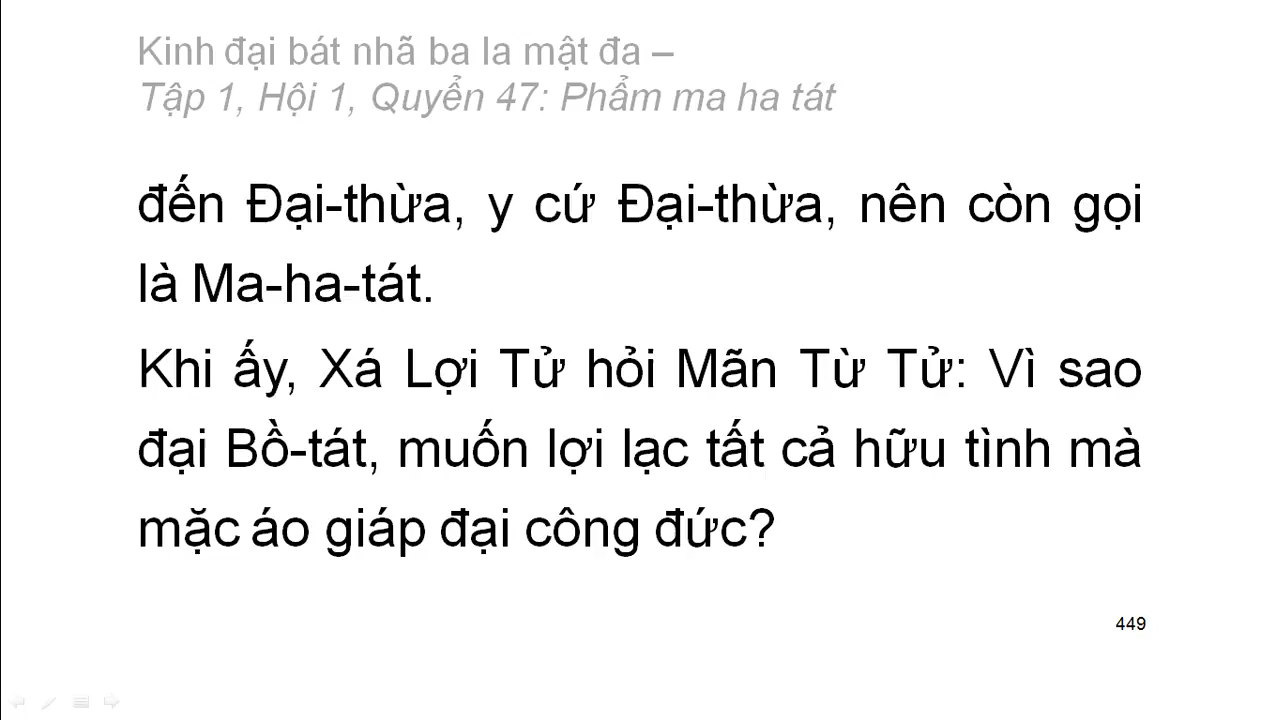 Kinh đại bát nhã ba la mật đa –
Tập 1, Hội 1, Quyển 47: Phẩm ma ha tát
đến Đại-thừa, y cứ Đại-thừa, nên còn gọi
là Ma-ha-tát.
Khi ấy, Xá Lợi Tử hỏi Mãn Từ Tử: Vì sao
đại Bồ-tát, muốn lợi lạc tất cả hữu tình mà
mặc áo giáp đại công đức?
449